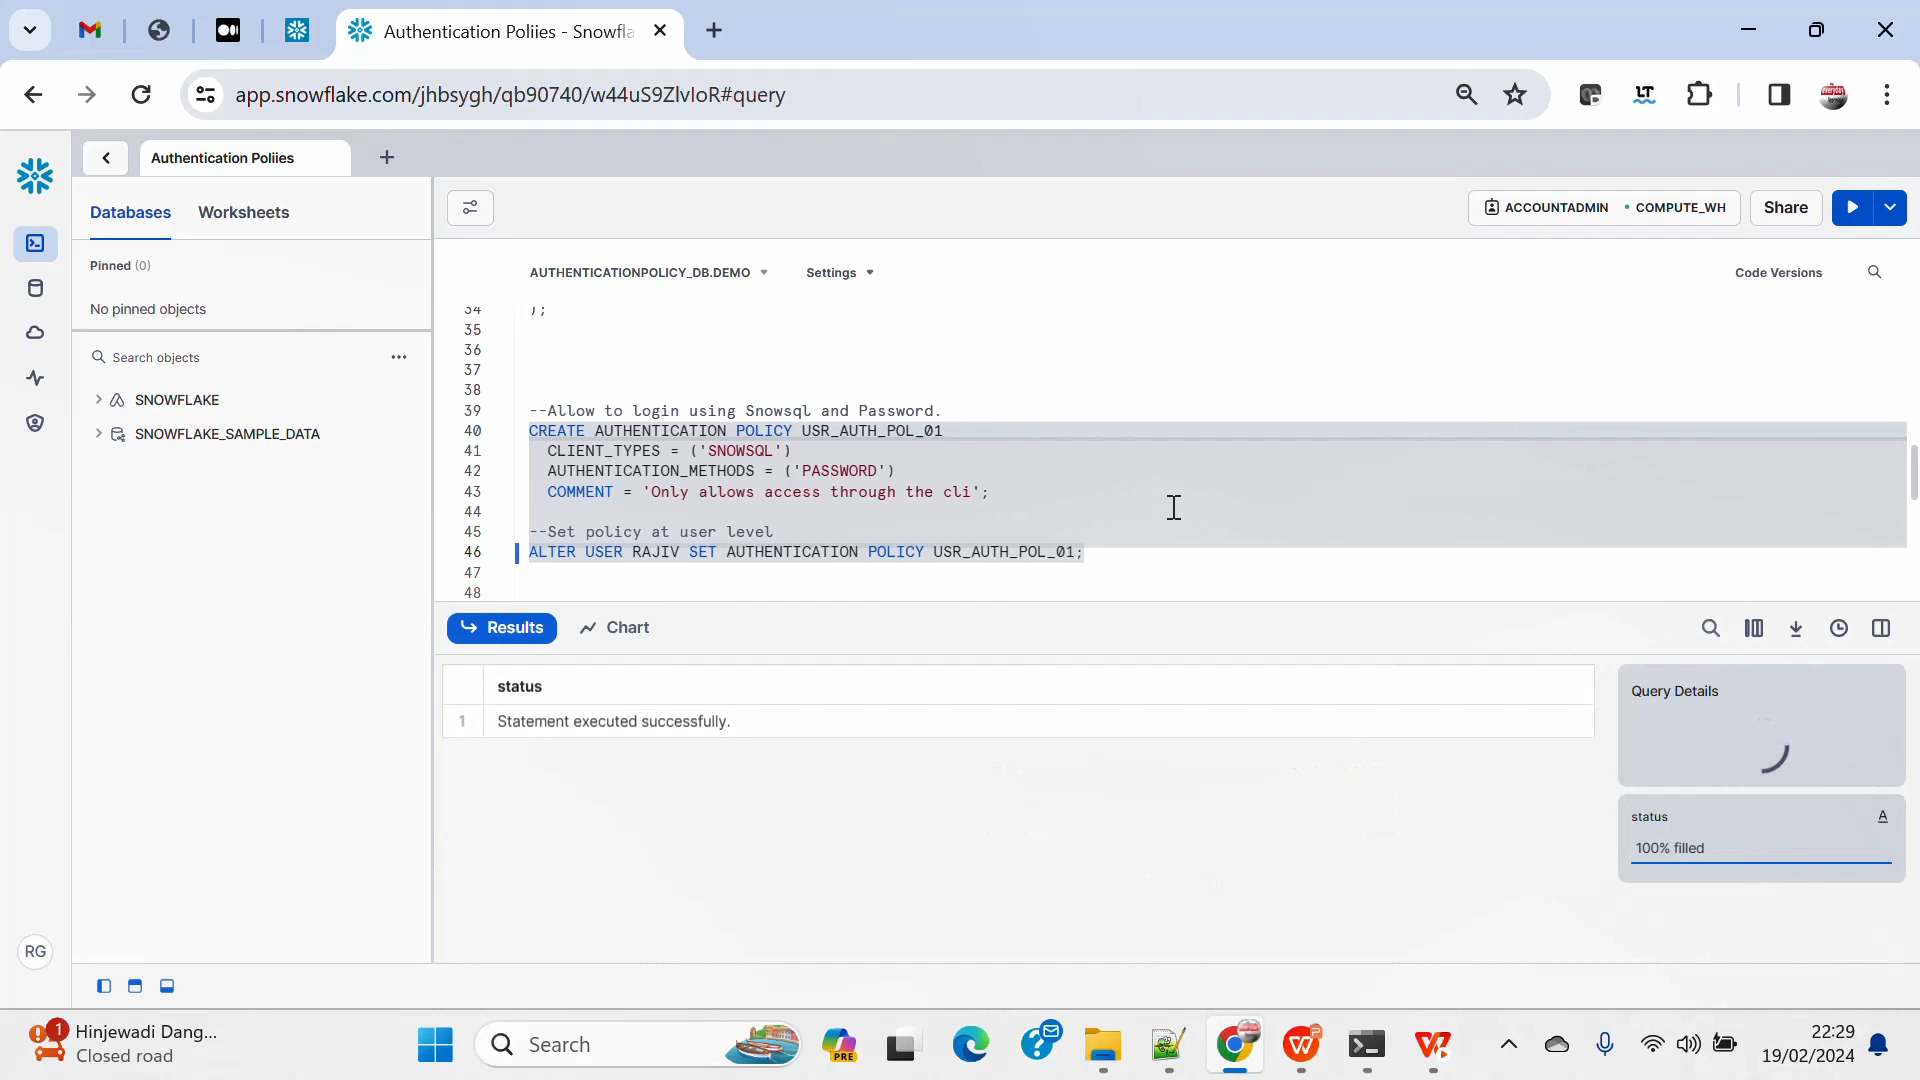 Authentication Poliies - Snowfla
app.snowflake.com/jhbsygh/qb90740/w44uS9ZlvIoR#query
Authentication Poliies
Databases
Worksheets
ACCOUNTADMIN
COMPUTE_WH
Share
Pinned (0)
No pinned objects
AUTHENTICATIONPOLICY_DB.DEMO
Settings
Code Versions
Search objects
SNOWFLAKE
SNOWFLAKE_SAMPLE_DATA
34 );
35
36
37
38
39 --Allow to login using Snowsql and Password.
40 CREATE AUTHENTICATION POLICY USR_AUTH_POL_01
41 CLIENT_TYPES = ('SNOWSQL')
42 AUTHENTICATION_METHODS = ('PASSWORD')
43 COMMENT = 'Only allows access through the cli';
44
45 --Set policy at user level
46 ALTER USER RAJIV SET AUTHENTICATION POLICY USR_AUTH_POL_01;
47
48
Results
Chart
status
1 Statement executed successfully.
Query Details
status
A
100% filled
RG
1
Hinjewadi Dang...
Closed road
Search
PRE
22:29
19/02/2024